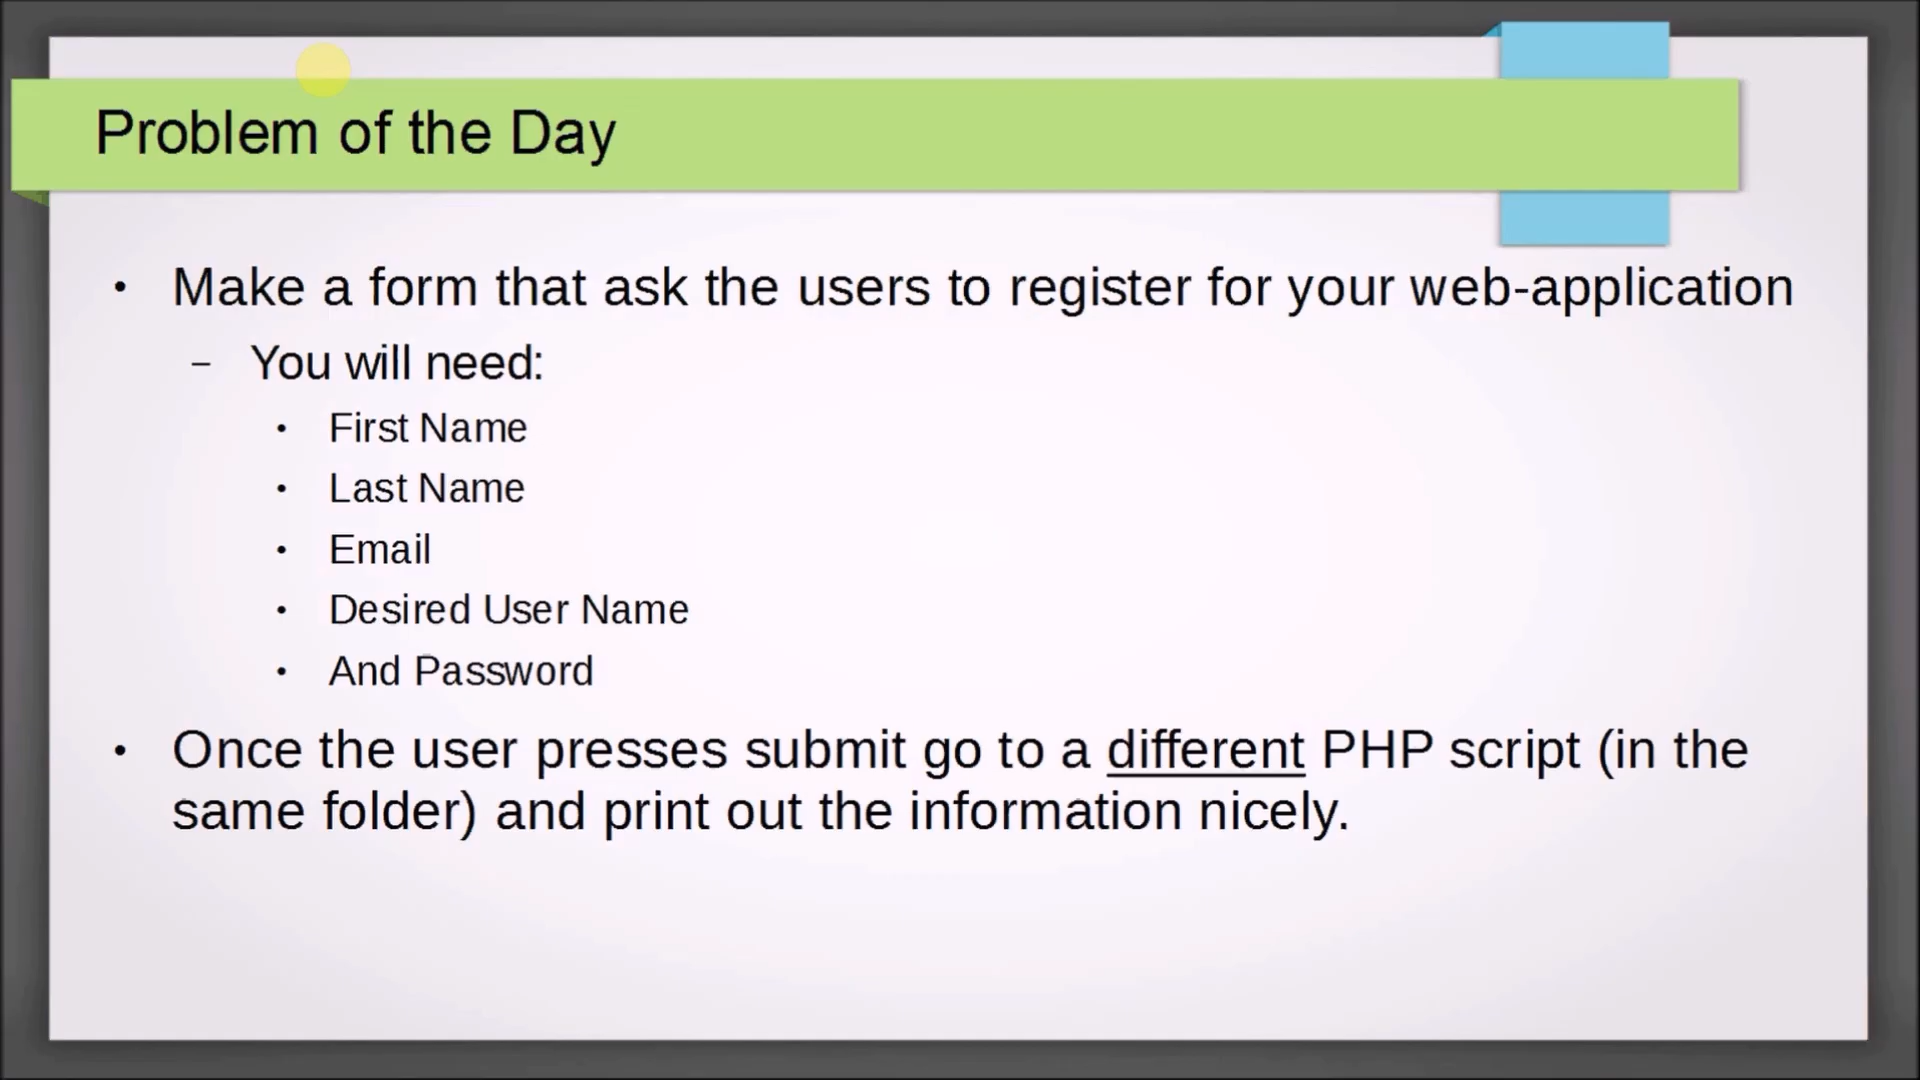 Problem of the Day
• Make a form that ask the users to register for your web-application
– You will need:
• First Name
• Last Name
• Email
• Desired User Name
• And Password
• Once the user presses submit go to a different PHP script (in the
same folder) and print out the information nicely.